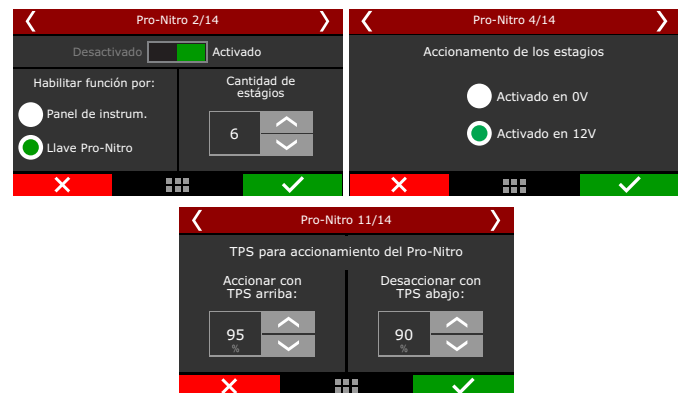 Pro-Nitro 2/14
Desactivado Activado
Habilitar función por:
Panel de instrum.
Llave Pro-Nitro
Cantidad de
estágios
6
Pro-Nitro 4/14
Accionamento de los estagios
Activado en 0V
Activado en 12V
Pro-Nitro 11/14
TPS para accionamiento del Pro-Nitro
Accionar con
TPS arriba:
95
%
Desaccionar con
TPS abajo:
90
%